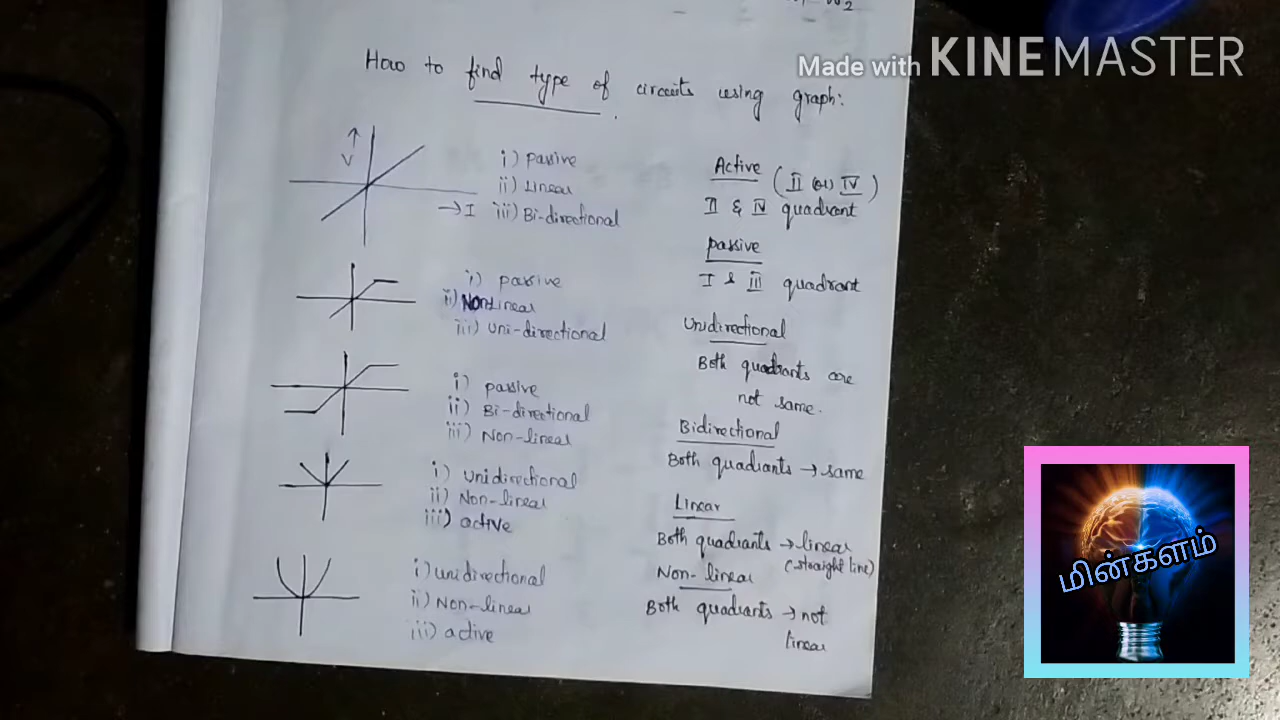 Made with KINEMASTER
How to find type of circuits using graph:
V
→I
i) passive
ii) Linear
iii) Bi-directional
i) passive
ii) NonLinear
iii) Uni-directional
i) passive
ii) Bi-directional
iii) Non-linear
i) unidirectional
ii) Non-linear
iii) active
i) unidirectional
ii) Non-linear
iii) active
Active (II (or) IV)
II & IV quadrant
passive
I & III quadrant
Unidirectional
Both quadrants are
not same.
Bidirectional
Both quadrants → same
Linear
Both quadrants → linear
(straight line)
Non-linear
Both quadrants → not
linear
மின்களம்